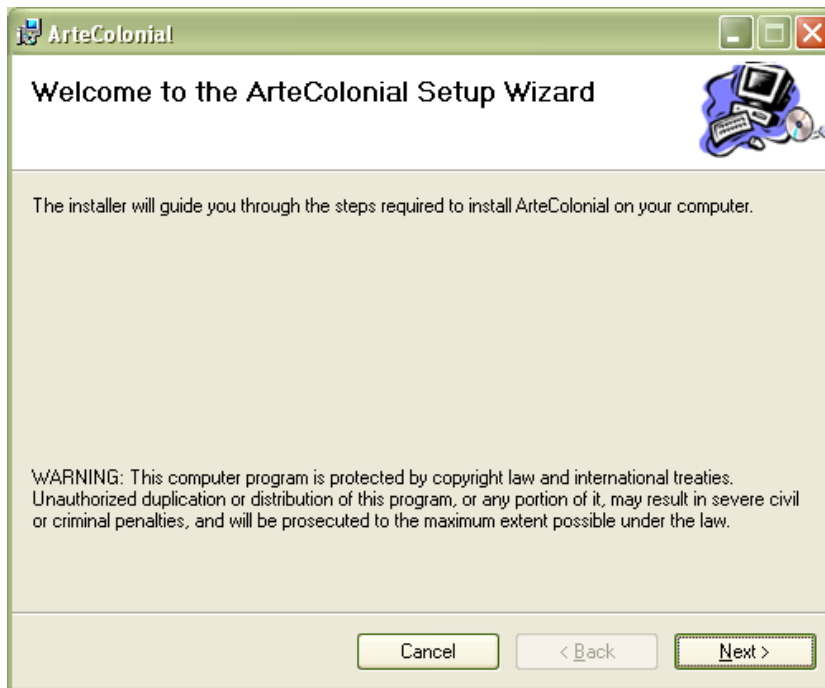 ArteColonial
Welcome to the ArteColonial Setup Wizard
The installer will guide you through the steps required to install ArteColonial on your computer.
WARNING: This computer program is protected by copyright law and international treaties.
Unauthorized duplication or distribution of this program, or any portion of it, may result in severe civil
or criminal penalties, and will be prosecuted to the maximum extent possible under the law.
Cancel < Back Next >